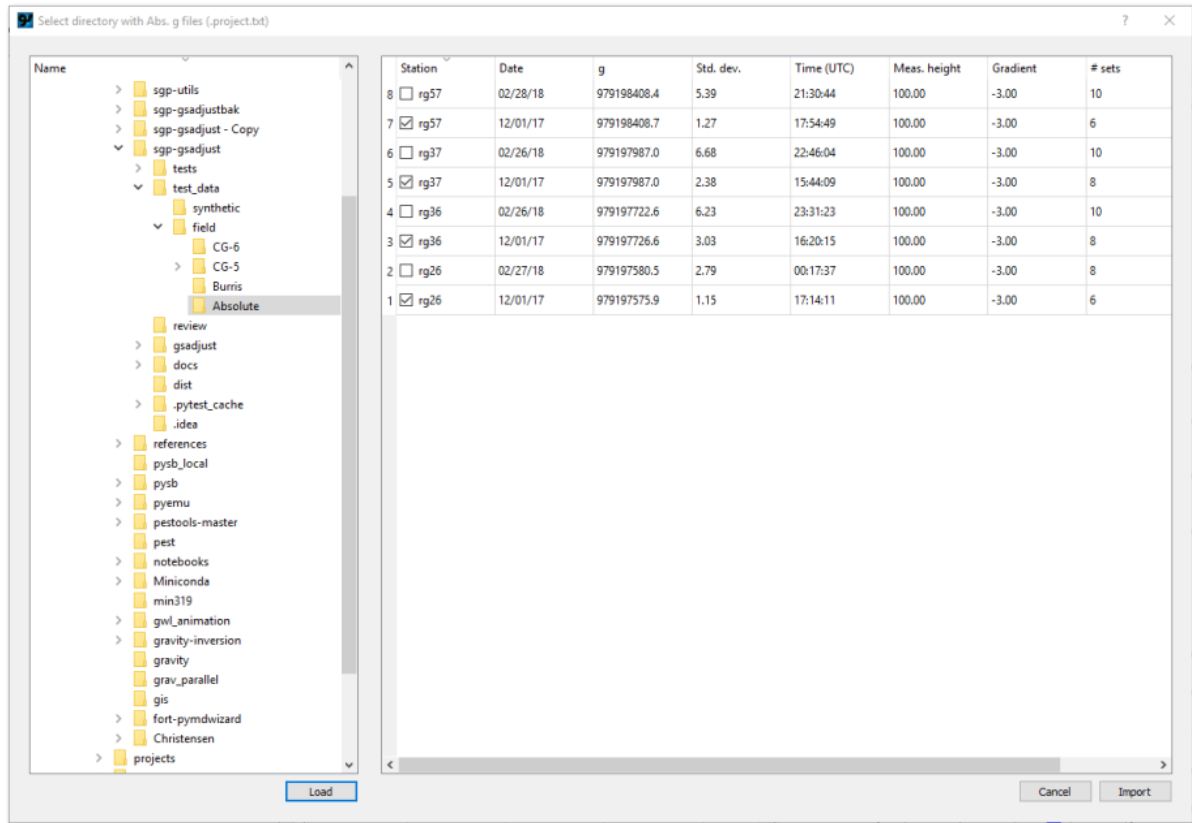 Select directory with Abs. g files (.project.txt)
Name
sgp-utils
sgp-gsadjustbak
sgp-gsadjust - Copy
sgp-gsadjust
tests
test_data
synthetic
field
CG-6
CG-5
Burris
Absolute
review
gsadjust
docs
dist
.pytest_cache
.idea
references
pysb_local
pysb
pyemu
pestools-master
pest
notebooks
Miniconda
min319
gwl_animation
gravity-inversion
gravity
grav_parallel
gis
fort-pymdwizard
Christensen
projects
Load
Station Date g Std. dev. Time (UTC) Meas. height Gradient # sets
8 rg57 02/28/18 979198408.4 5.39 21:30:44 100.00 -3.00 10
7 rg57 12/01/17 979198408.7 1.27 17:54:49 100.00 -3.00 6
6 rg37 02/26/18 979197987.0 6.68 22:46:04 100.00 -3.00 10
5 rg37 12/01/17 979197987.0 2.38 15:44:09 100.00 -3.00 8
4 rg36 02/26/18 979197722.6 6.23 23:31:23 100.00 -3.00 10
3 rg36 12/01/17 979197726.6 3.03 16:20:15 100.00 -3.00 8
2 rg26 02/27/18 979197580.5 2.79 00:17:37 100.00 -3.00 8
1 rg26 12/01/17 979197575.9 1.15 17:14:11 100.00 -3.00 6
Cancel Import